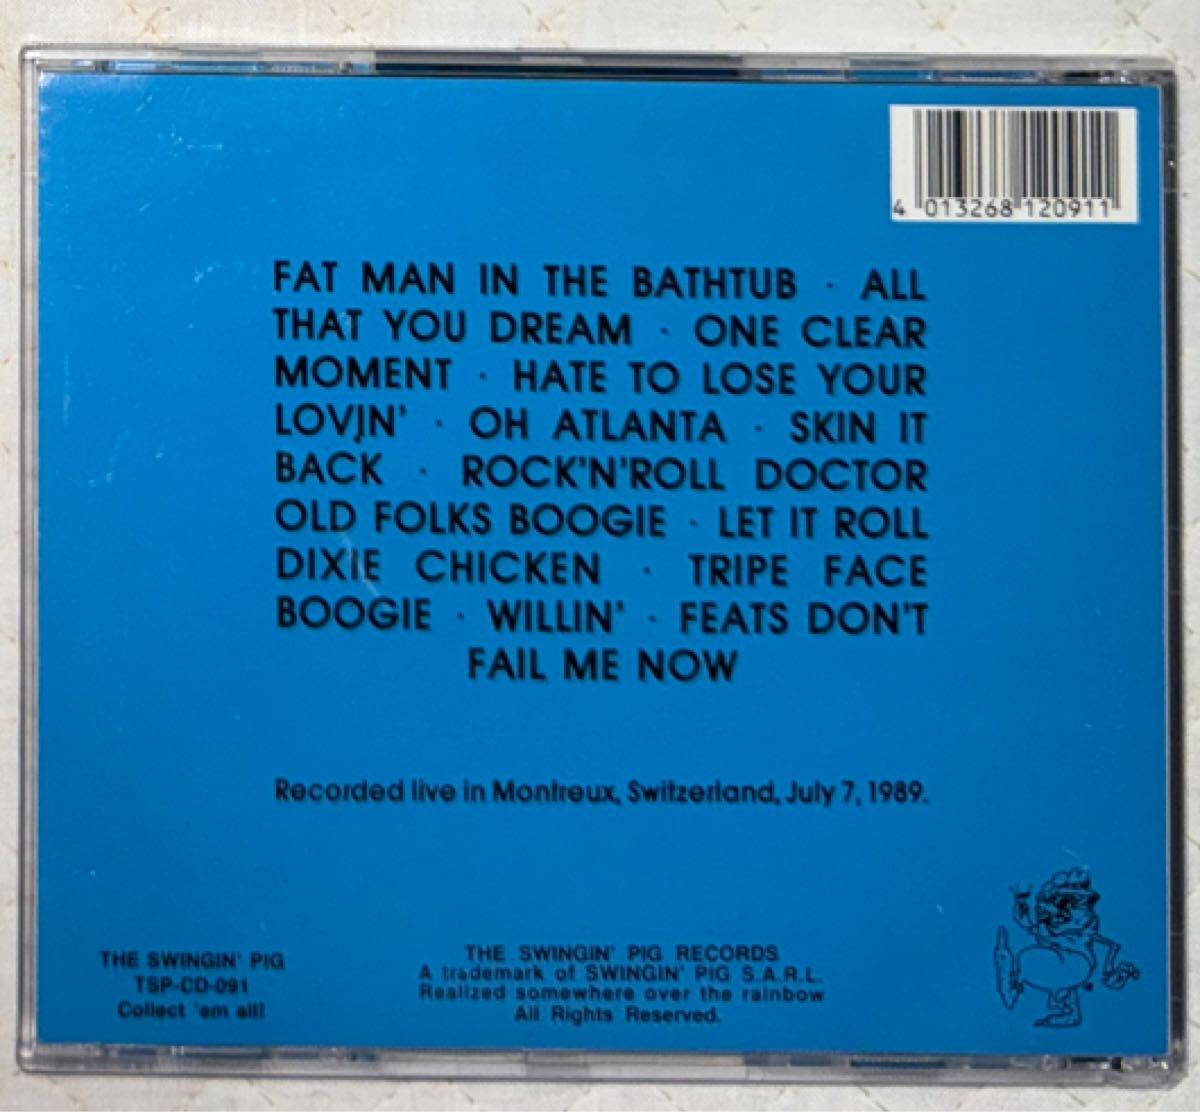 4 013268 120911
FAT MAN IN THE BATHTUB · ALL
THAT YOU DREAM · ONE CLEAR
MOMENT · HATE TO LOSE YOUR
LOVIN' · OH ATLANTA · SKIN IT
BACK · ROCK'N'ROLL DOCTOR
OLD FOLKS BOOGIE · LET IT ROLL
DIXIE CHICKEN · TRIPE FACE
BOOGIE · WILLIN' · FEATS DON'T
FAIL ME NOW
Recorded live in Montreux, Switzerland, July 7, 1989.
THE SWINGIN' PIG
TSP-CD-091
Collect 'em all!
THE SWINGIN' PIG RECORDS
A trademark of SWINGIN' PIG S.A.R.L.
Realized somewhere over the rainbow
All Rights Reserved.